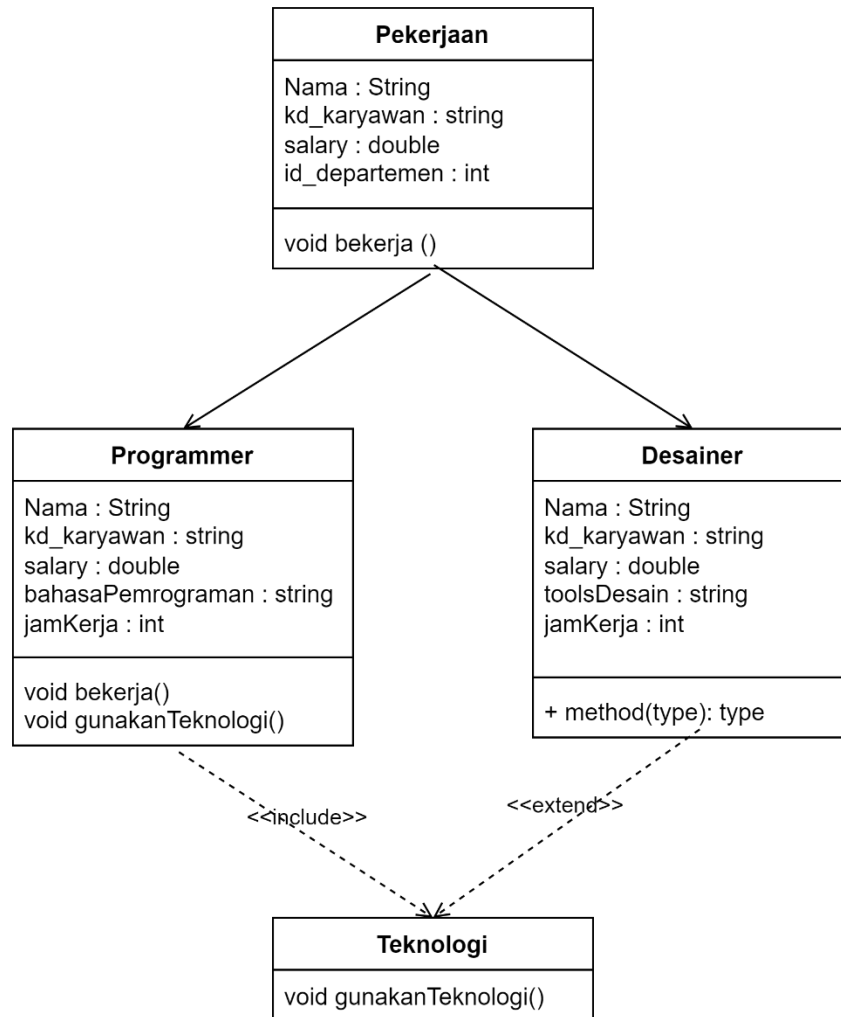 Pekerjaan
Nama : String
kd_karyawan : string
salary : double
id_departemen : int
void bekerja ()
Programmer
Nama : String
kd_karyawan : string
salary : double
bahasaPemrograman : string
jamKerja : int
void bekerja()
void gunakanTeknologi()
Desainer
Nama : String
kd_karyawan : string
salary : double
toolsDesain : string
jamKerja : int
+ method(type): type
<<include>>
<<extend>>
Teknologi
void gunakanTeknologi()